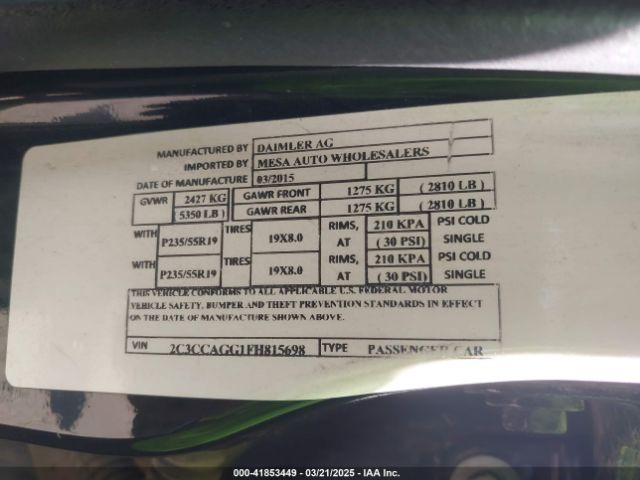 MANUFACTURED BY DAIMLER AG
IMPORTED BY MESA AUTO WHOLESALERS
DATE OF MANUFACTURE 03/2015
GVWR 2427 KG GAWR FRONT 1275 KG ( 2810 LB )
5350 LB ) GAWR REAR 1275 KG ( 2810 LB )
WITH P235/55R19 TIRES 19X8.0 RIMS, AT 210 KPA ( 30 PSI) PSI COLD SINGLE
WITH P235/55R19 TIRES 19X8.0 RIMS, AT 210 KPA ( 30 PSI) PSI COLD SINGLE
THIS VEHICLE CONFORMS TO ALL APPLICABLE U.S. FEDERAL MOTOR
VEHICLE SAFETY, BUMPER AND THEFT PREVENTION STANDARDS IN EFFECT
ON THE DATE OF MANUFACTURE SHOWN ABOVE.
VIN 2C3CCAGG1FH815698 TYPE PASSENGER CAR
000-41853449 - 03/21/2025 - IAA Inc.